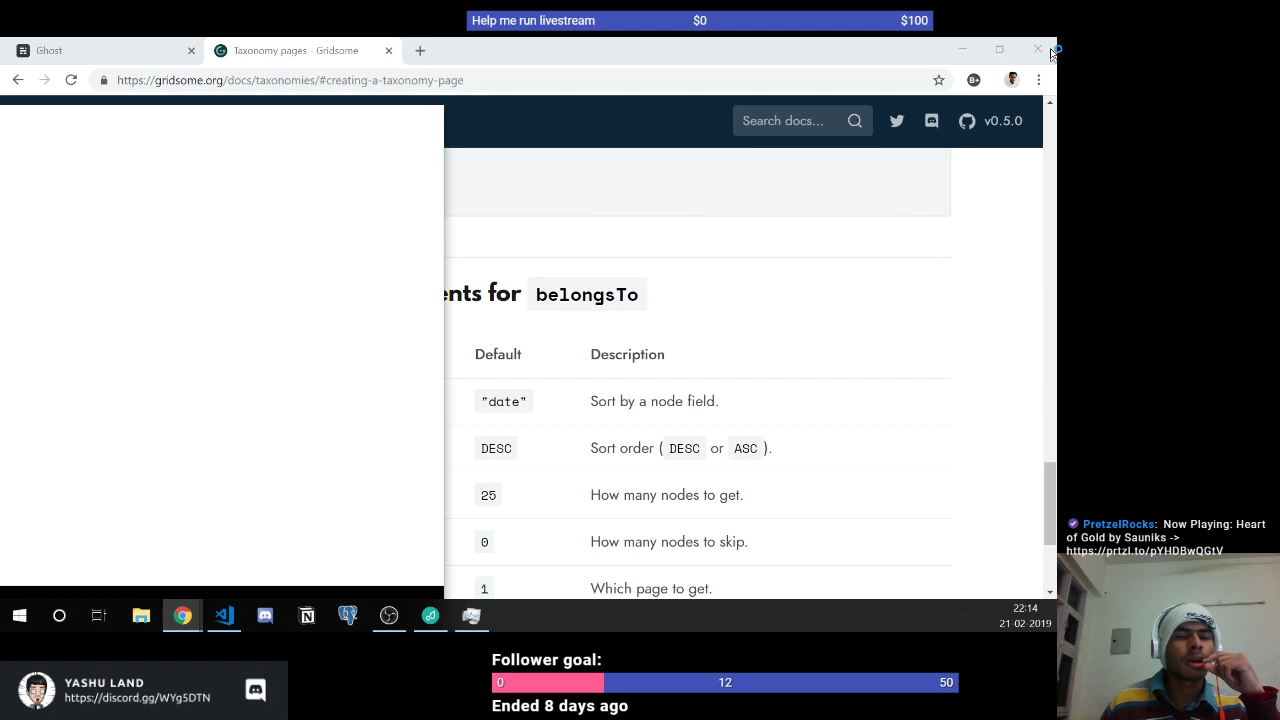 Help me run livestream $0 $100
Ghost
Taxonomy pages - Gridsome
https://gridsome.org/docs/taxonomies/#creating-a-taxonomy-page
B+
Search docs...
v0.5.0
ents for belongsTo
Default Description
"date" Sort by a node field.
DESC Sort order ( DESC or ASC ).
25 How many nodes to get.
0 How many nodes to skip.
1 Which page to get.
PretzelRocks: Now Playing: Heart
of Gold by Sauniks ->
https://prtzl.to/pYHDBwQGtV
22:14
21-02-2019
YASHU LAND
https://discord.gg/WYg5DTN
Follower goal:
0 12 50
Ended 8 days ago